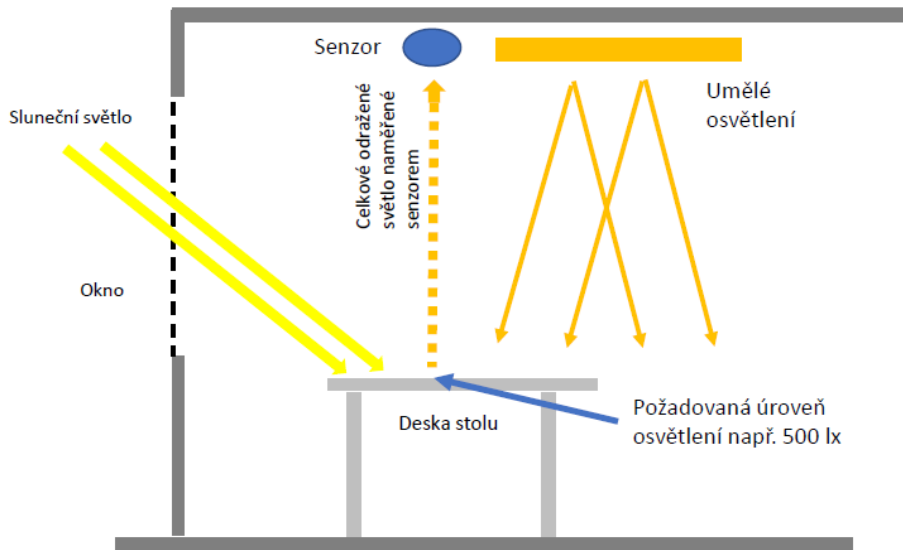 Senzor
Umělé
osvětlení
Sluneční světlo
Celkové odražené
světlo naměřené
senzorem
Okno
Deska stolu
Požadovaná úroveň
osvětlení např. 500 lx